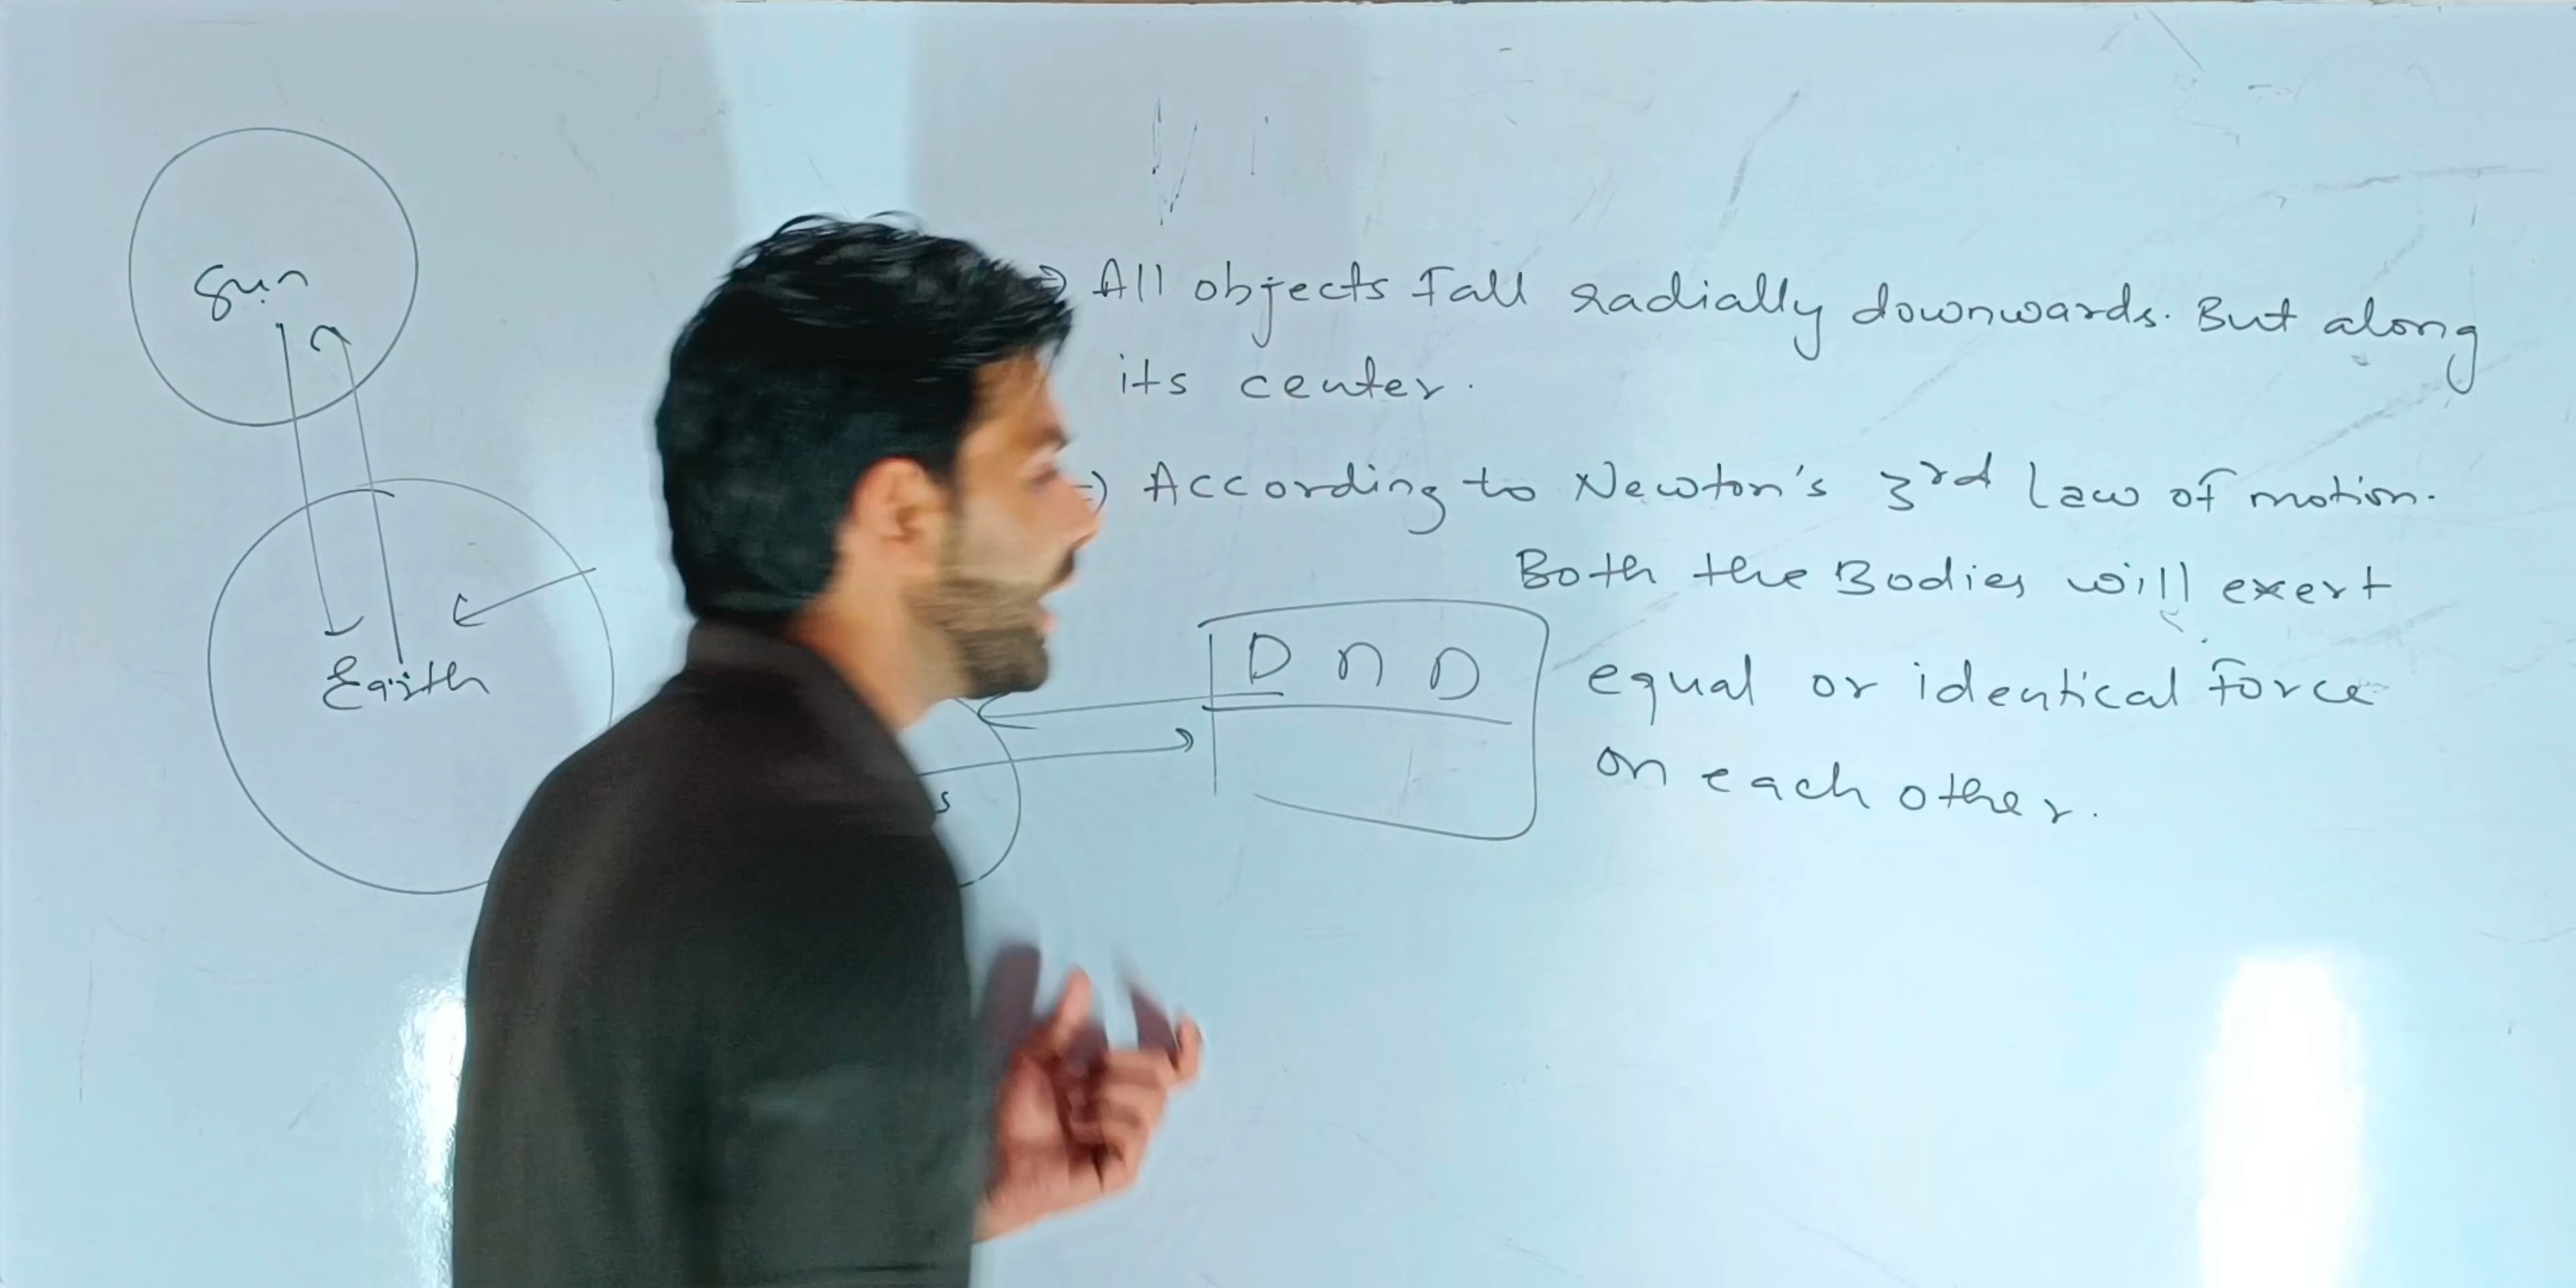 Sun
Earth
⇒ All objects fall radially downwards. But along
its center.
⇒ According to Newton's 3rd law of motion.
Both the Bodies will exert
equal or identical force
on each other.
D n D
s